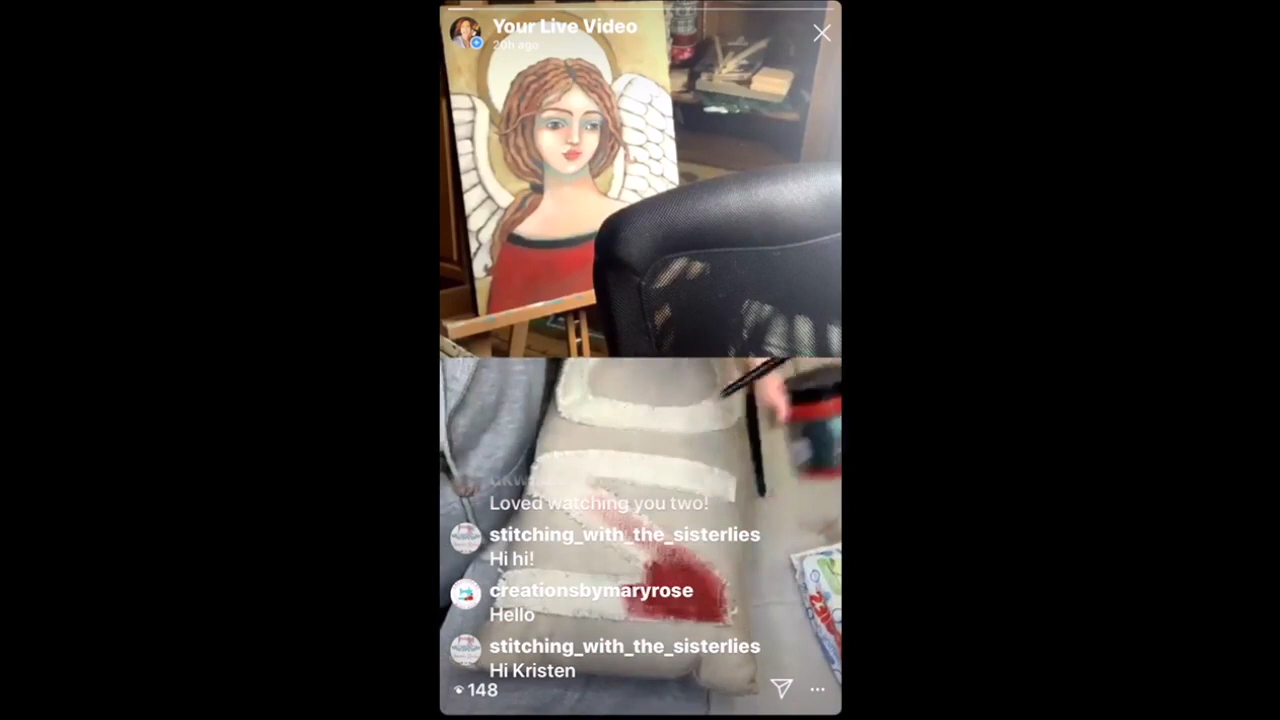 Your Live Video
20h ago
Loved watching you two!
stitching_with_the_sisterlies
Hi hi!
creationsbymaryrose
Hello
stitching_with_the_sisterlies
Hi Kristen
148